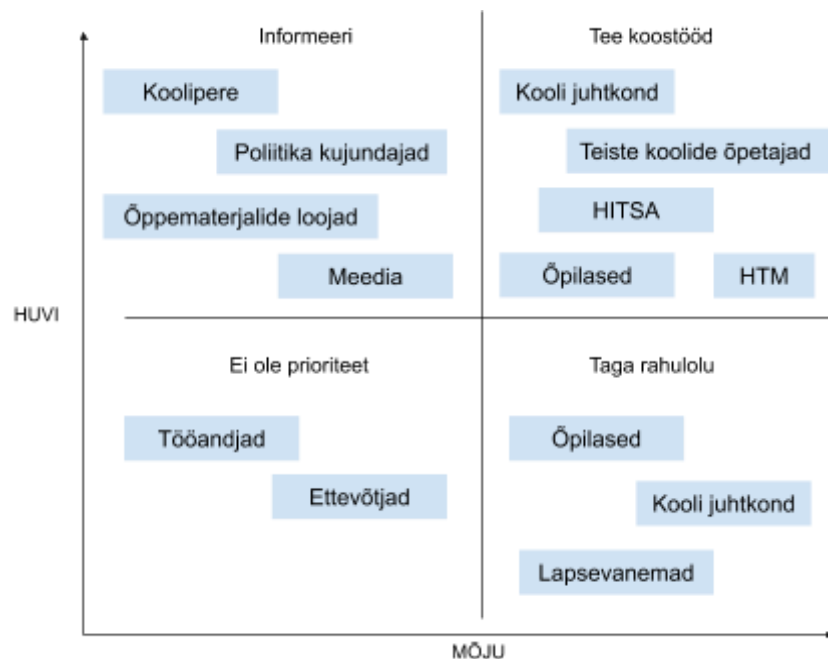 Informeeri
Tee koostööd
Koolipere
Kooli juhtkond
Poliitika kujundajad
Teiste koolide õpetajad
Õppematerjalide loojad
HITSA
Meedia
Õpilased
HTM
HUVI
Ei ole prioriteet
Taga rahulolu
Tööandjad
Õpilased
Ettevõtjad
Kooli juhtkond
Lapsevanemad
MÕJU